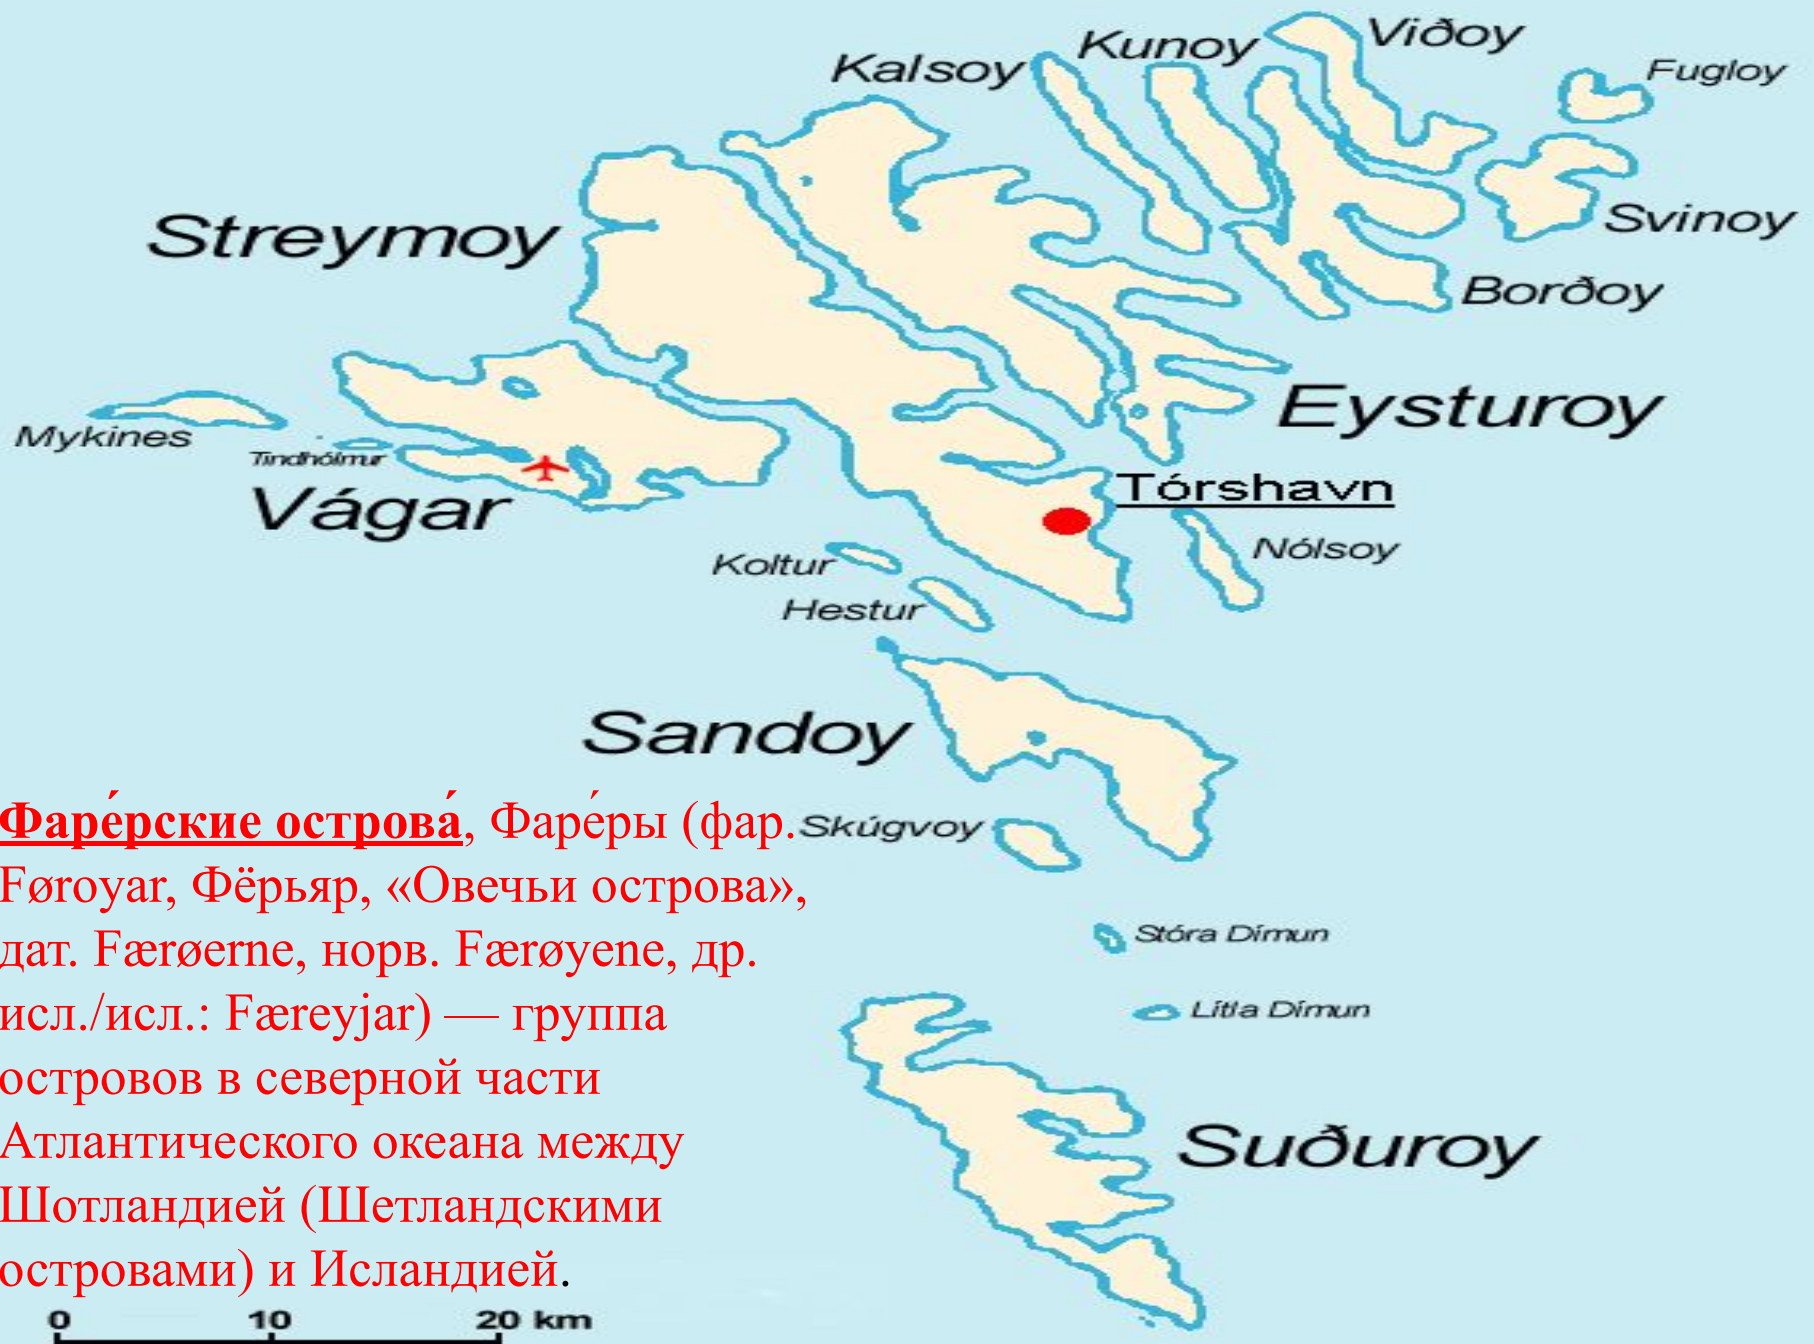 Viðoy
Kunoy
Kalsoy
Fugloy
Streymoy
Svinoy
Borðoy
Eysturoy
Mykines
Tindhólmur
Vágar
Tórshavn
Nólsoy
Koltur
Hestur
Sandoy
Skúgvoy
Фаре́рские острова́, Фаре́ры (фар.
Føroyar, Фёрьяр, «Овечьи острова»,
дат. Færøerne, норв. Færøyene, др.
исл./исл.: Færeyjar) — группа
островов в северной части
Атлантического океана между
Шотландией (Шетландскими
островами) и Исландией.
Stóra Dímun
Lítla Dímun
Suðuroy
0 10 20 km